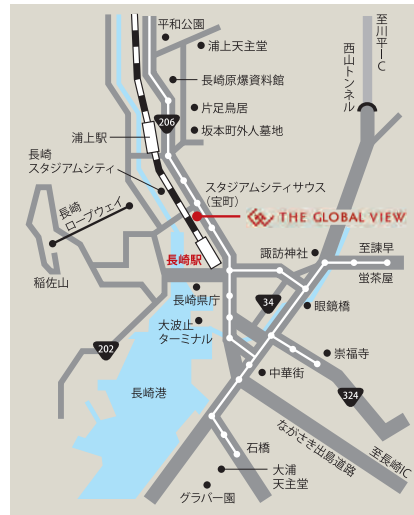 平和公園
至川平IC
浦上天主堂
西山トンネル
長崎原爆資料館
片足鳥居
206
坂本町外人墓地
浦上駅
長崎
スタジアムシティ
スタジアムシティサウス
(宝町)
長崎
ロープウェイ
THE GLOBAL VIEW
諏訪神社
至諫早
長崎駅
蛍茶屋
稲佐山
長崎県庁
34
眼鏡橋
大波止
ターミナル
202
崇福寺
中華街
324
長崎港
ながさき出島道路
至長崎IC
石橋
大浦
天主堂
グラバー園